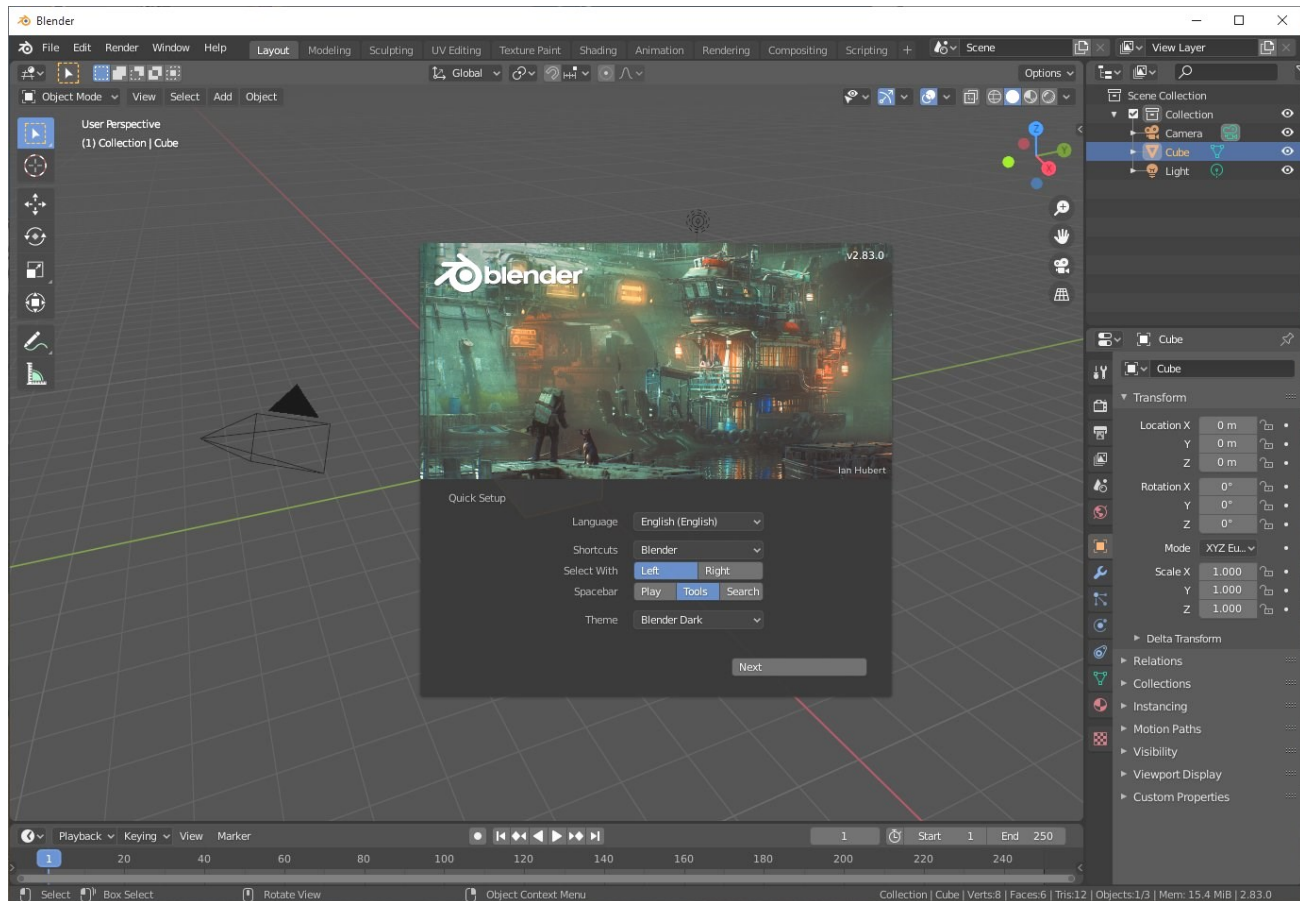 Blender
File Edit Render Window Help Layout Modeling Sculpting UV Editing Texture Paint Shading Animation Rendering Compositing Scripting + Scene View Layer
Global Options
Object Mode View Select Add Object
User Perspective
(1) Collection | Cube
Scene Collection
Collection
Camera
Cube
Light
Z
Y
X
blender
v2.83.0
Ian Hubert
Quick Setup
Language English (English)
Shortcuts Blender
Select With Left Right
Spacebar Play Tools Search
Theme Blender Dark
Next
Cube
Cube
Transform
Location X 0 m
Y 0 m
Z 0 m
Rotation X 0°
Y 0°
Z 0°
Mode XYZ Eu...
Scale X 1.000
Y 1.000
Z 1.000
Delta Transform
Relations
Collections
Instancing
Motion Paths
Visibility
Viewport Display
Custom Properties
Playback Keying View Marker 1 Start 1 End 250
1 20 40 60 80 100 120 140 160 180 200 220 240
Select Box Select Rotate View Object Context Menu Collection | Cube | Verts:8 | Faces:6 | Tris:12 | Objects:1/3 | Mem: 15.4 MiB | 2.83.0